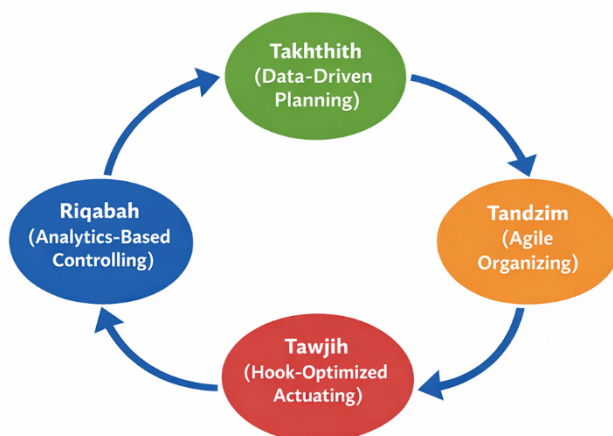 Takhthith
(Data-Driven
Planning)
Tandzim
(Agile
Organizing)
Tawjih
(Hook-Optimized
Actuating)
Riqabah
(Analytics-Based
Controlling)